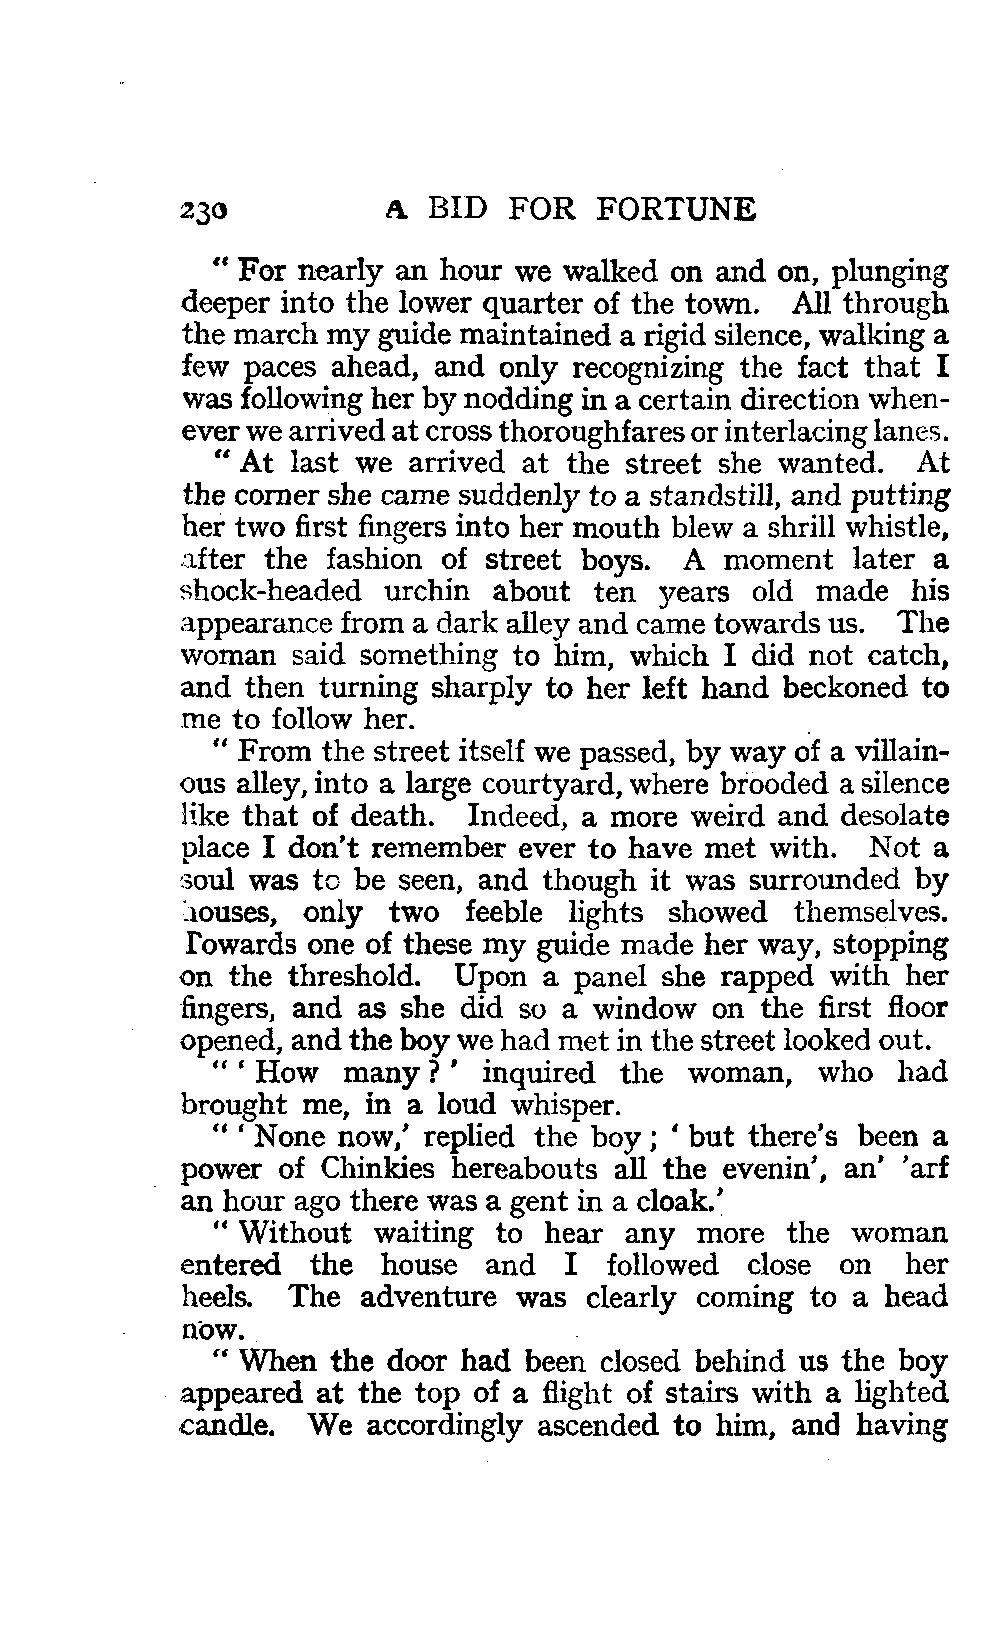 230 A BID FOR FORTUNE
“ For nearly an hour we walked on and on, plunging
deeper into the lower quarter of the town. All through
the march my guide maintained a rigid silence, walking a
few paces ahead, and only recognizing the fact that I
was following her by nodding in a certain direction when-
ever we arrived at cross thoroughfares or interlacing lanes.
“ At last we arrived at the street she wanted. At
the corner she came suddenly to a standstill, and putting
her two first fingers into her mouth blew a shrill whistle,
after the fashion of street boys. A moment later a
shock-headed urchin about ten years old made his
appearance from a dark alley and came towards us. The
woman said something to him, which I did not catch,
and then turning sharply to her left hand beckoned to
me to follow her.
“ From the street itself we passed, by way of a villain-
ous alley, into a large courtyard, where brooded a silence
like that of death. Indeed, a more weird and desolate
place I don't remember ever to have met with. Not a
soul was to be seen, and though it was surrounded by
houses, only two feeble lights showed themselves.
Towards one of these my guide made her way, stopping
on the threshold. Upon a panel she rapped with her
fingers, and as she did so a window on the first floor
opened, and the boy we had met in the street looked out.
“ ‘ How many ? ’ inquired the woman, who had
brought me, in a loud whisper.
“ ‘ None now,’ replied the boy ; ‘ but there's been a
power of Chinkies hereabouts all the evenin’, an’ ’arf
an hour ago there was a gent in a cloak.’
“ Without waiting to hear any more the woman
entered the house and I followed close on her
heels. The adventure was clearly coming to a head
now.
“ When the door had been closed behind us the boy
appeared at the top of a flight of stairs with a lighted
candle. We accordingly ascended to him, and having